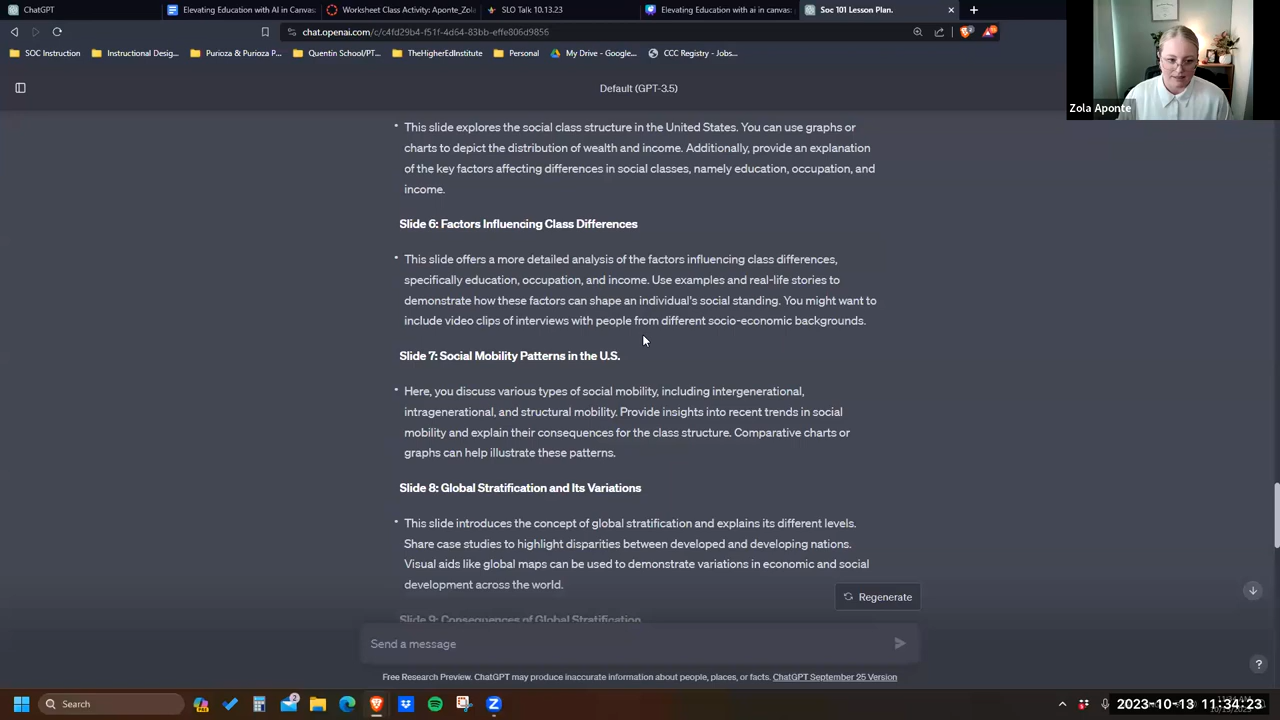 ChatGPT
Elevating Education with AI in Canvas
Worksheet Class Activity: Aponte_Zola
SLO Talk 10.13.23
Elevating Education with ai in canvas
Soc 101 Lesson Plan.
chat.openai.com/c/c4fd29b4-f51f-4d64-83bb-effe806d9856
SOC Instruction
Instructional Desig...
Purioza & Purioza P...
Quentin School/PT...
TheHigherEdInstitute
Personal
My Drive - Google...
CCC Registry - Jobs...
Zola Aponte
Default (GPT-3.5)
This slide explores the social class structure in the United States. You can use graphs or
charts to depict the distribution of wealth and income. Additionally, provide an explanation
of the key factors affecting differences in social classes, namely education, occupation, and
income.
Slide 6: Factors Influencing Class Differences
This slide offers a more detailed analysis of the factors influencing class differences,
specifically education, occupation, and income. Use examples and real-life stories to
demonstrate how these factors can shape an individual's social standing. You might want to
include video clips of interviews with people from different socio-economic backgrounds.
Slide 7: Social Mobility Patterns in the U.S.
Here, you discuss various types of social mobility, including intergenerational,
intragenerational, and structural mobility. Provide insights into recent trends in social
mobility and explain their consequences for the class structure. Comparative charts or
graphs can help illustrate these patterns.
Slide 8: Global Stratification and Its Variations
This slide introduces the concept of global stratification and explains its different levels.
Share case studies to highlight disparities between developed and developing nations.
Visual aids like global maps can be used to demonstrate variations in economic and social
development across the world.
Regenerate
Slide 9: Consequences of Global Stratification
Send a message
Free Research Preview. ChatGPT may produce inaccurate information about people, places, or facts. ChatGPT September 25 Version
?
Search
2023-10-13 11:34:23